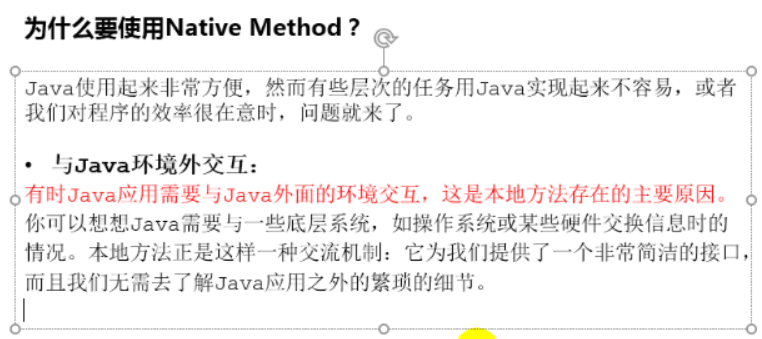 为什么要使用Native Method？
Java使用起来非常方便，然而有些层次的任务用Java实现起来不容易，或者
我们对程序的效率很在意时，问题就来了。
• 与Java环境外交互：
有时Java应用需要与Java外面的环境交互，这是本地方法存在的主要原因。
你可以想想Java需要与一些底层系统，如操作系统或某些硬件交换信息时的
情况。本地方法正是这样一种交流机制：它为我们提供了一个非常简洁的接口，
而且我们无需去了解Java应用之外的繁琐的细节。